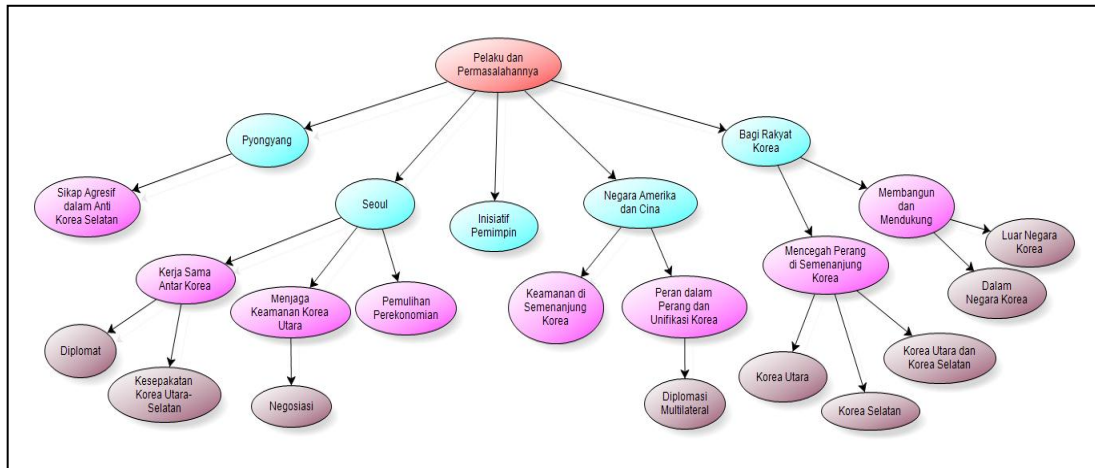 Pelaku dan
Permasalahannya
Pyongyang
Bagi Rakyat
Korea
Sikap Agresif
dalam Anti
Korea Selatan
Seoul
Inisiatif
Pemimpin
Negara Amerika
dan Cina
Membangun
dan
Mendukung
Luar Negara
Korea
Kerja Sama
Antar Korea
Menjaga
Keamanan Korea
Utara
Pemulihan
Perekonomian
Keamanan di
Semenanjung
Korea
Peran dalam
Perang dan
Unifikasi Korea
Mencegah Perang
di Semenanjung
Korea
Dalam
Negara Korea
Diplomat
Kesepakatan
Korea Utara-
Selatan
Negosiasi
Diplomasi
Multilateral
Korea Utara
Korea Selatan
Korea Utara dan
Korea Selatan